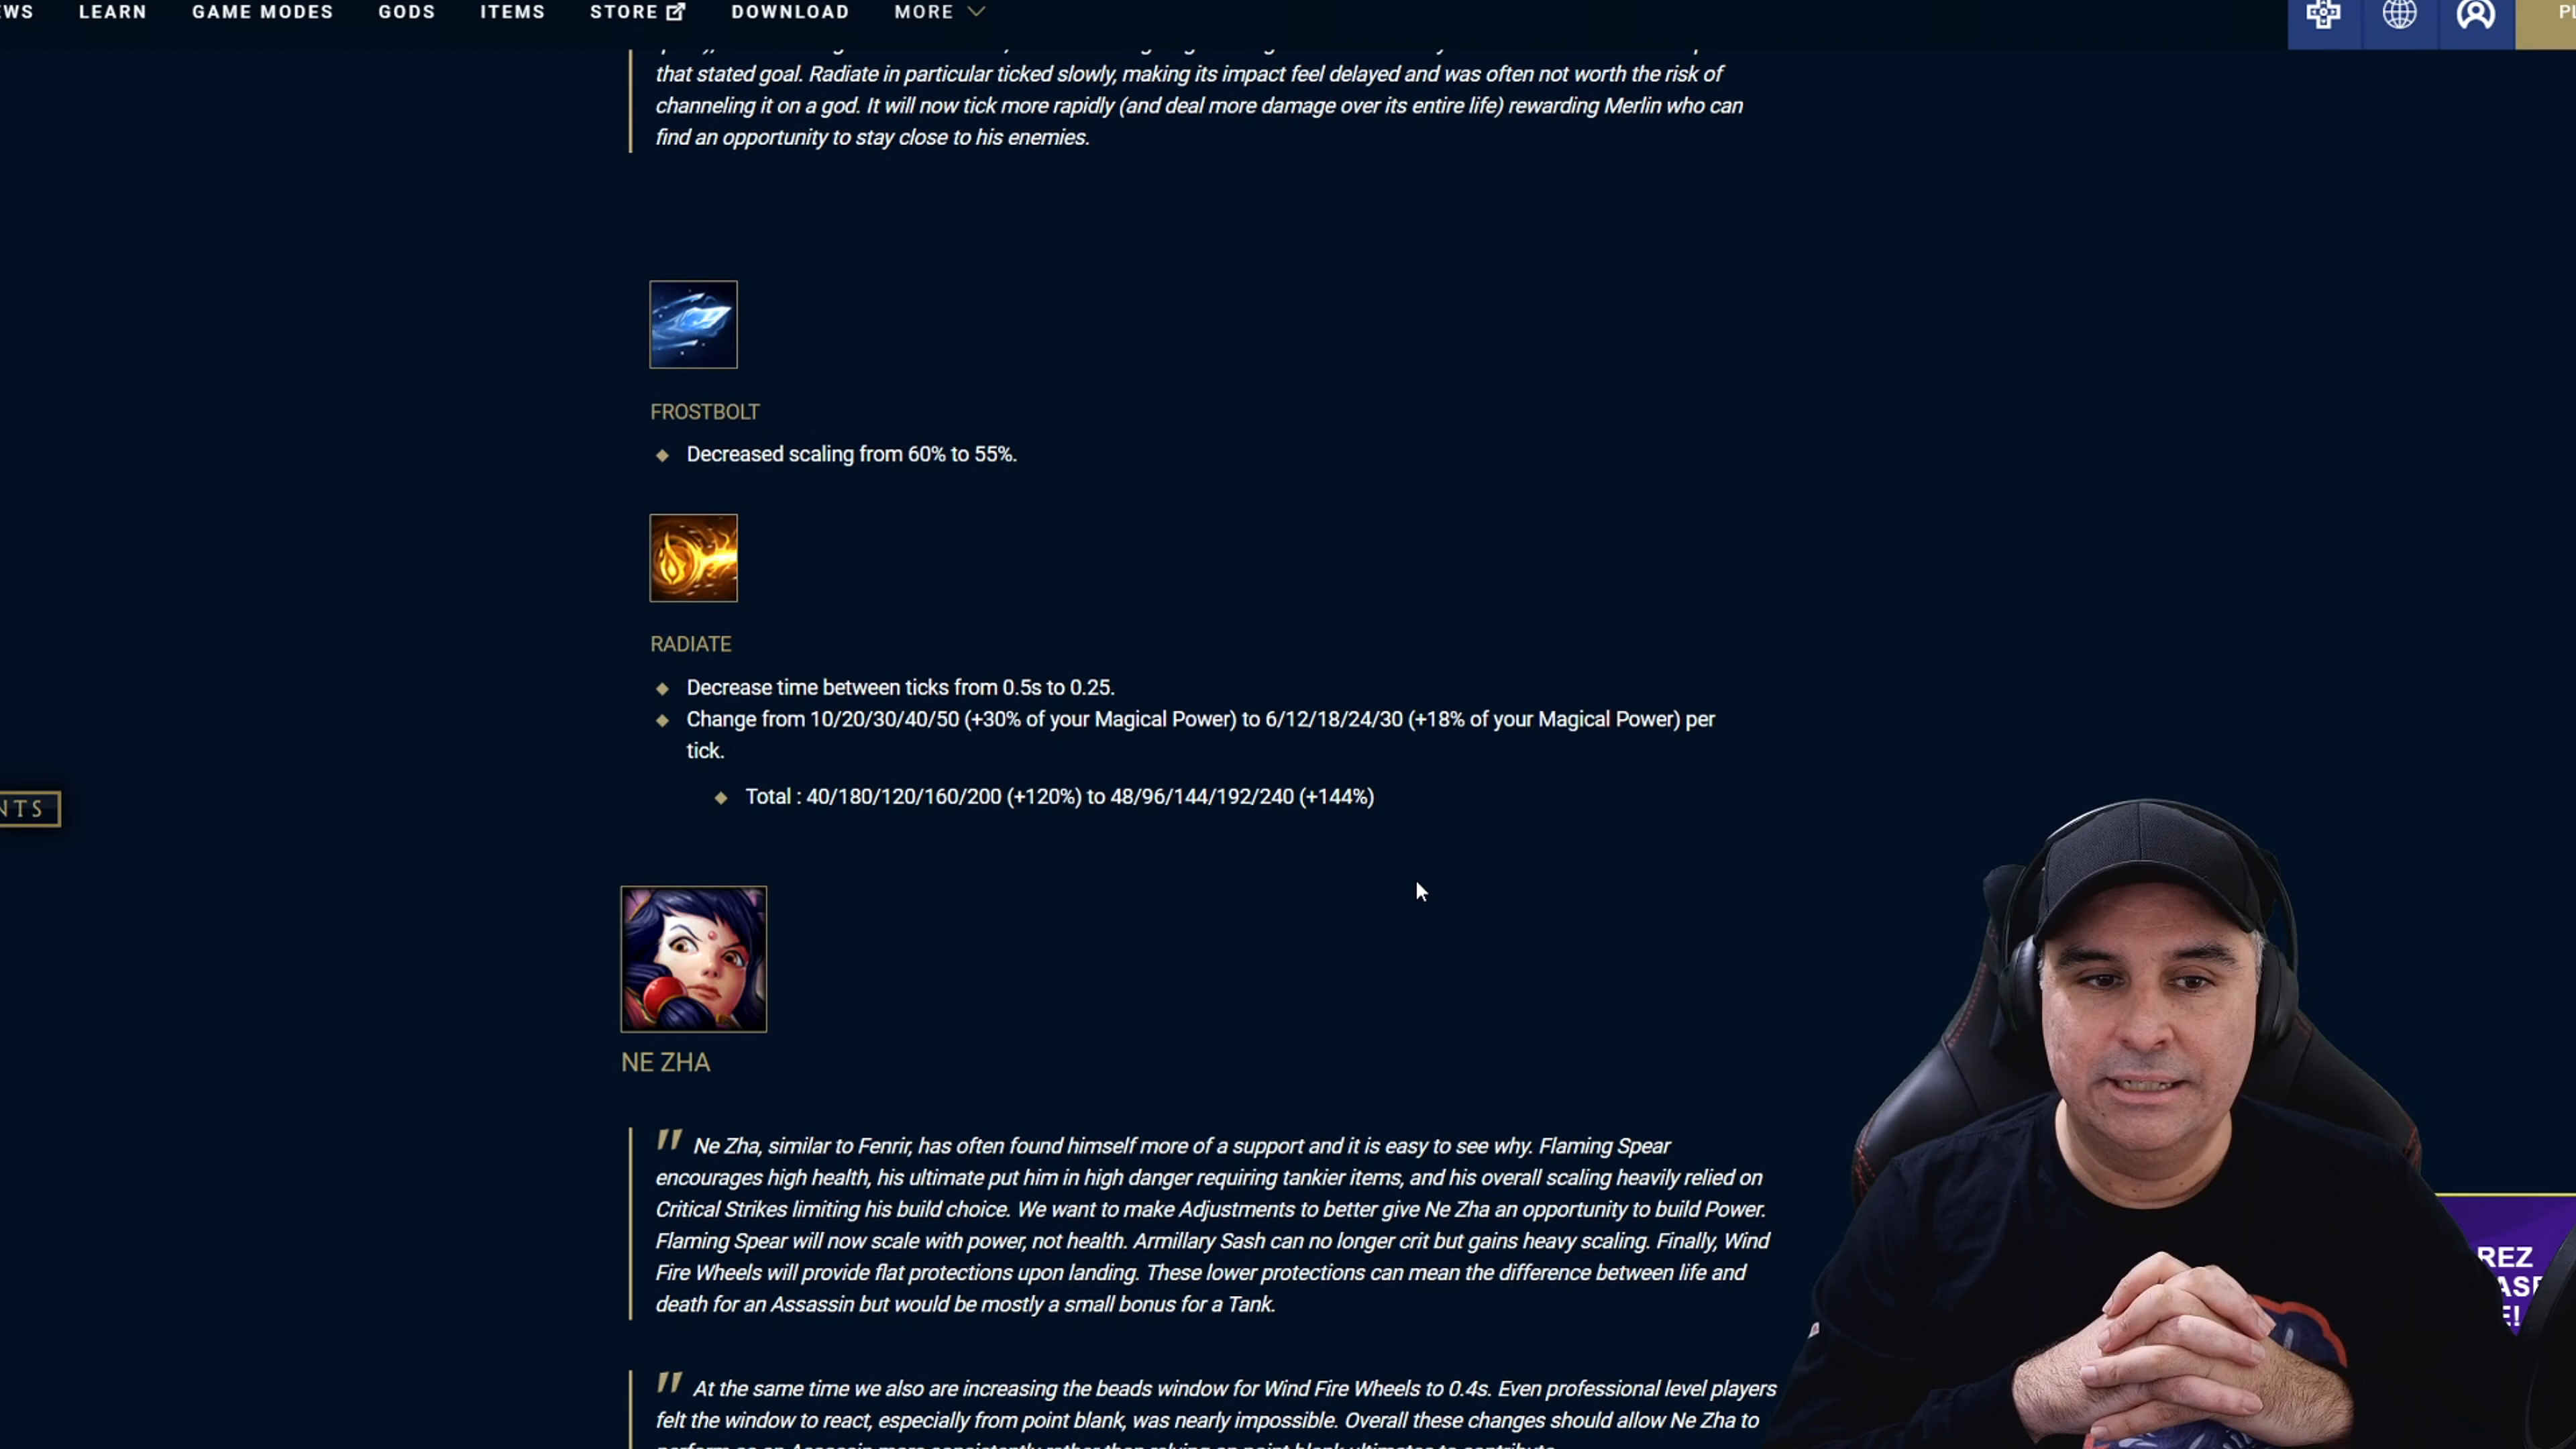 EWS LEARN GAME MODES GODS ITEMS STORE DOWNLOAD MORE
that stated goal. Radiate in particular ticked slowly, making its impact feel delayed and was often not worth the risk of
channeling it on a god. It will now tick more rapidly (and deal more damage over its entire life) rewarding Merlin who can
find an opportunity to stay close to his enemies.
FROSTBOLT
Decreased scaling from 60% to 55%.
RADIATE
Decrease time between ticks from 0.5s to 0.25.
Change from 10/20/30/40/50 (+30% of your Magical Power) to 6/12/18/24/30 (+18% of your Magical Power) per
tick.
Total : 40/180/120/160/200 (+120%) to 48/96/144/192/240 (+144%)
NTS
NE ZHA
" Ne Zha, similar to Fenrir, has often found himself more of a support and it is easy to see why. Flaming Spear
encourages high health, his ultimate put him in high danger requiring tankier items, and his overall scaling heavily relied on
Critical Strikes limiting his build choice. We want to make Adjustments to better give Ne Zha an opportunity to build Power.
Flaming Spear will now scale with power, not health. Armillary Sash can no longer crit but gains heavy scaling. Finally, Wind
Fire Wheels will provide flat protections upon landing. These lower protections can mean the difference between life and
death for an Assassin but would be mostly a small bonus for a Tank.
REZ
" At the same time we also are increasing the beads window for Wind Fire Wheels to 0.4s. Even professional level players
felt the window to react, especially from point blank, was nearly impossible. Overall these changes should allow Ne Zha to